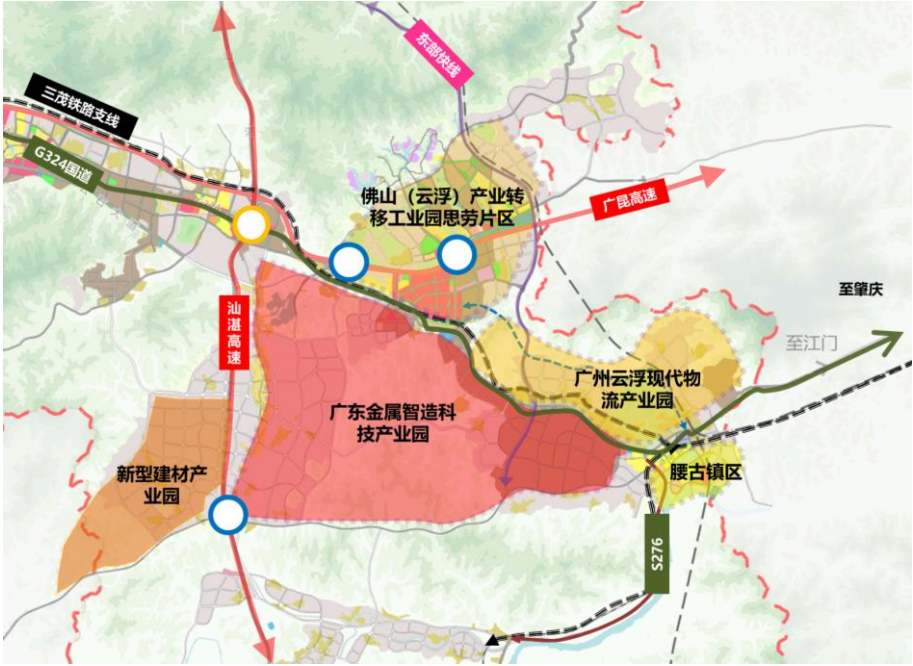 东部快线
三茂铁路支线
G324国道
佛山（云浮）产业转
移工业园思劳片区
广昆高速
至肇庆
汕湛高速
至江门
广州云浮现代物
流产业园
广东金属智造科
技产业园
新型建材产
业园
腰古镇区
S276